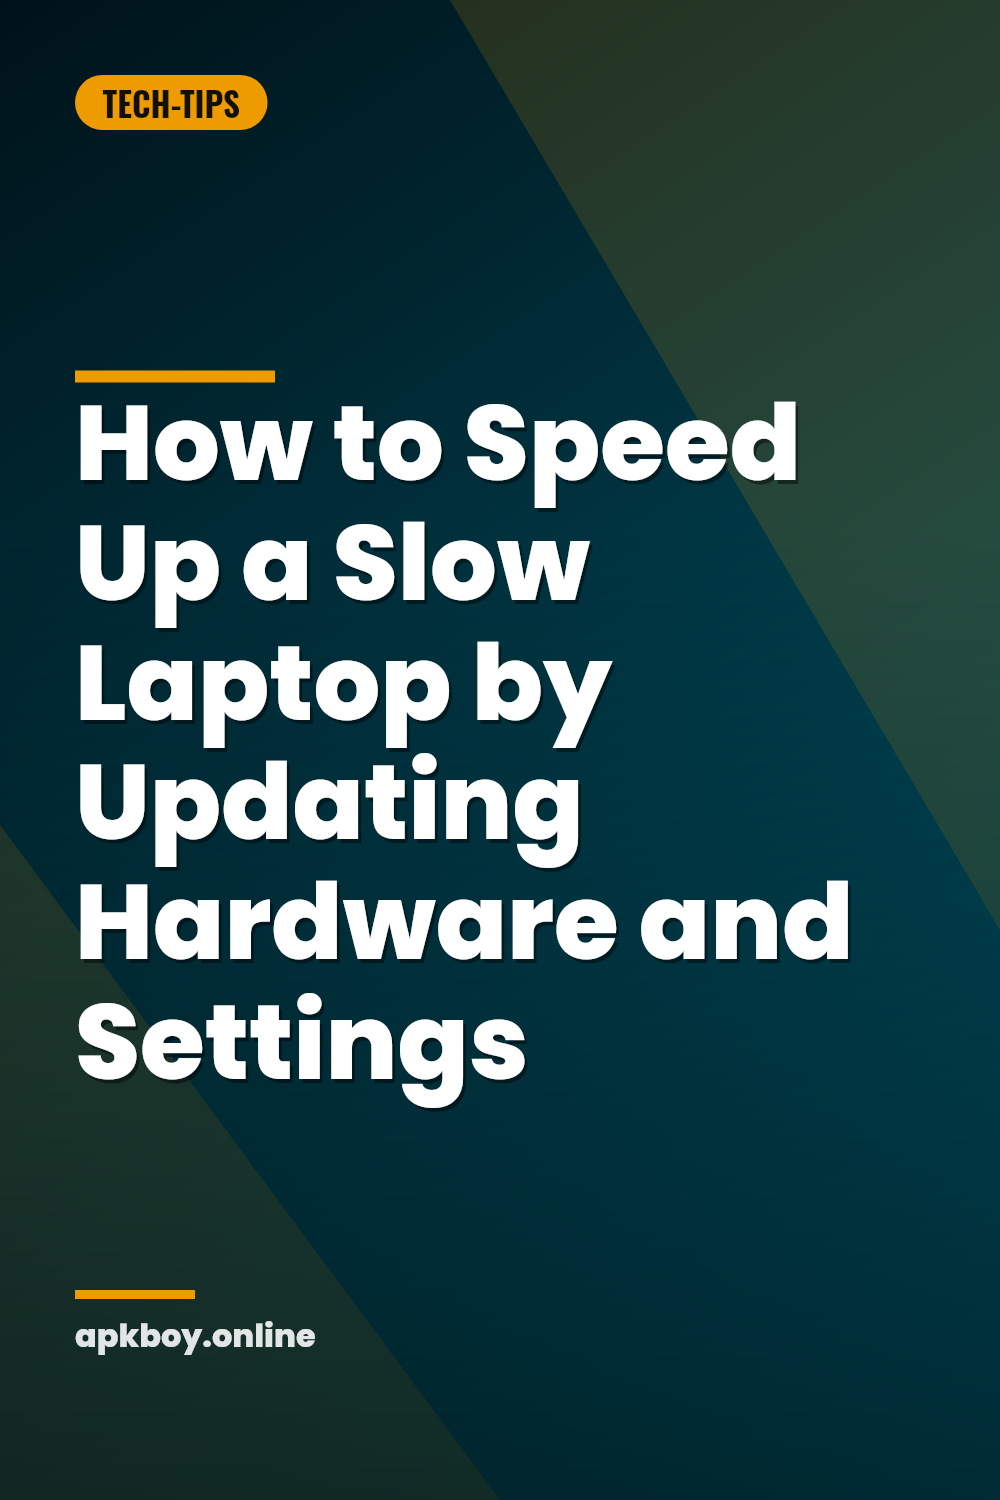 TECH-TIPS
How to Speed
Up a Slow
Laptop by
Updating
Hardware and
Settings
apkboy.online